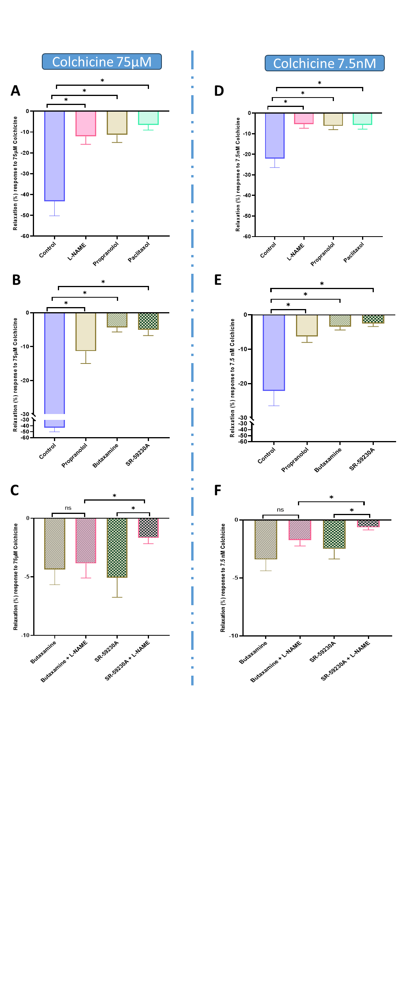 Colchicine 75µM
A
*
*
*
Relaxation (%) response to 75µM Colchicine
0
-10
-20
-30
-40
-50
-60
Control
L-NAME
Propranolol
Paclitaxol
B
*
*
*
Relaxation (%) response to 75µM Colchicine
0
-10
-20
-30
-30
-40
-50
-60
Control
Propranolol
Butaxamine
SR-59230A
C
*
ns
*
Relaxation (%) response to 75µM Colchicine
0
-5
-10
Butaxamine
Butaxamine + L-NAME
SR-59230A
SR-59230A + L-NAME
Colchicine 7.5nM
D
*
*
*
Relaxation (%) response to 7.5nM Colchicine
0
-10
-20
-30
-40
-50
-60
Control
L-NAME
Propranolol
Paclitaxol
E
*
*
*
Relaxation (%) response to 7.5 nM Colchicine
0
-10
-20
-30
-30
-40
-50
-60
Control
Propranolol
Butaxamine
SR-59230A
F
*
ns
*
Relaxation (%) response to 7.5 nM Colchicine
0
-5
-10
Butaxamine
Butaxamine + L-NAME
SR-59230A
SR-59230A + L-NAME